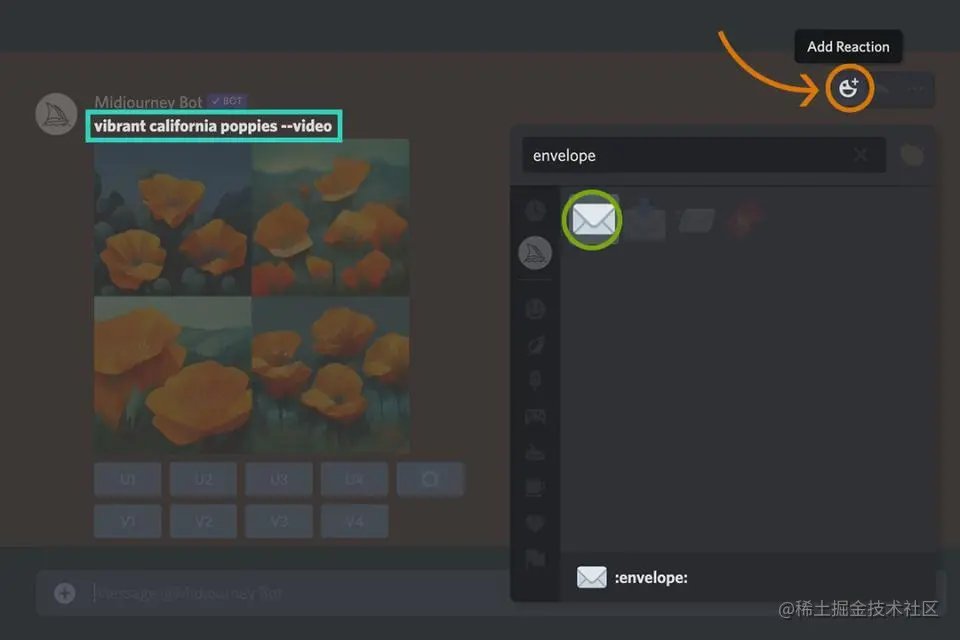 Add Reaction
Midjourney Bot ✓ BOT
vibrant california poppies --video
envelope
U1 U2 U3 U4
V1 V2 V3 V4
:envelope:
Message @Midjourney Bot
@稀土掘金技术社区